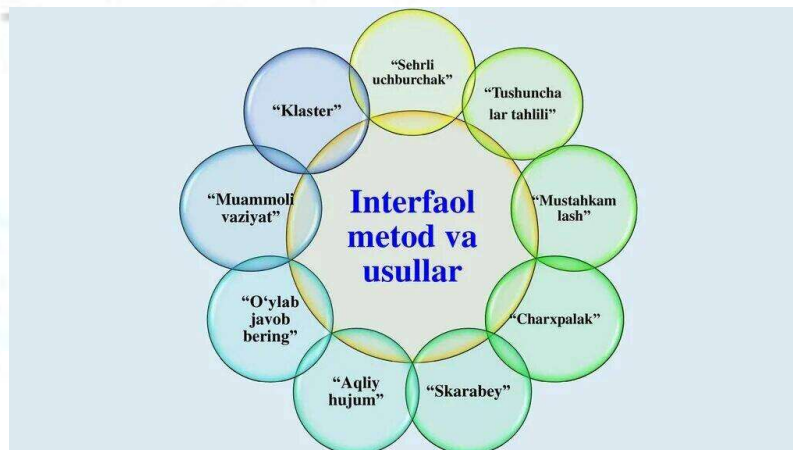 “Sehrli
uchburchak”
“Tushuncha
lar tahlili”
“Mustahkam
lash”
“Charxpalak”
“Skarabey”
“Aqliy
hujum”
“O‘ylab
javob
bering”
“Muammoli
vaziyat”
“Klaster”
Interfaol
metod va
usullar